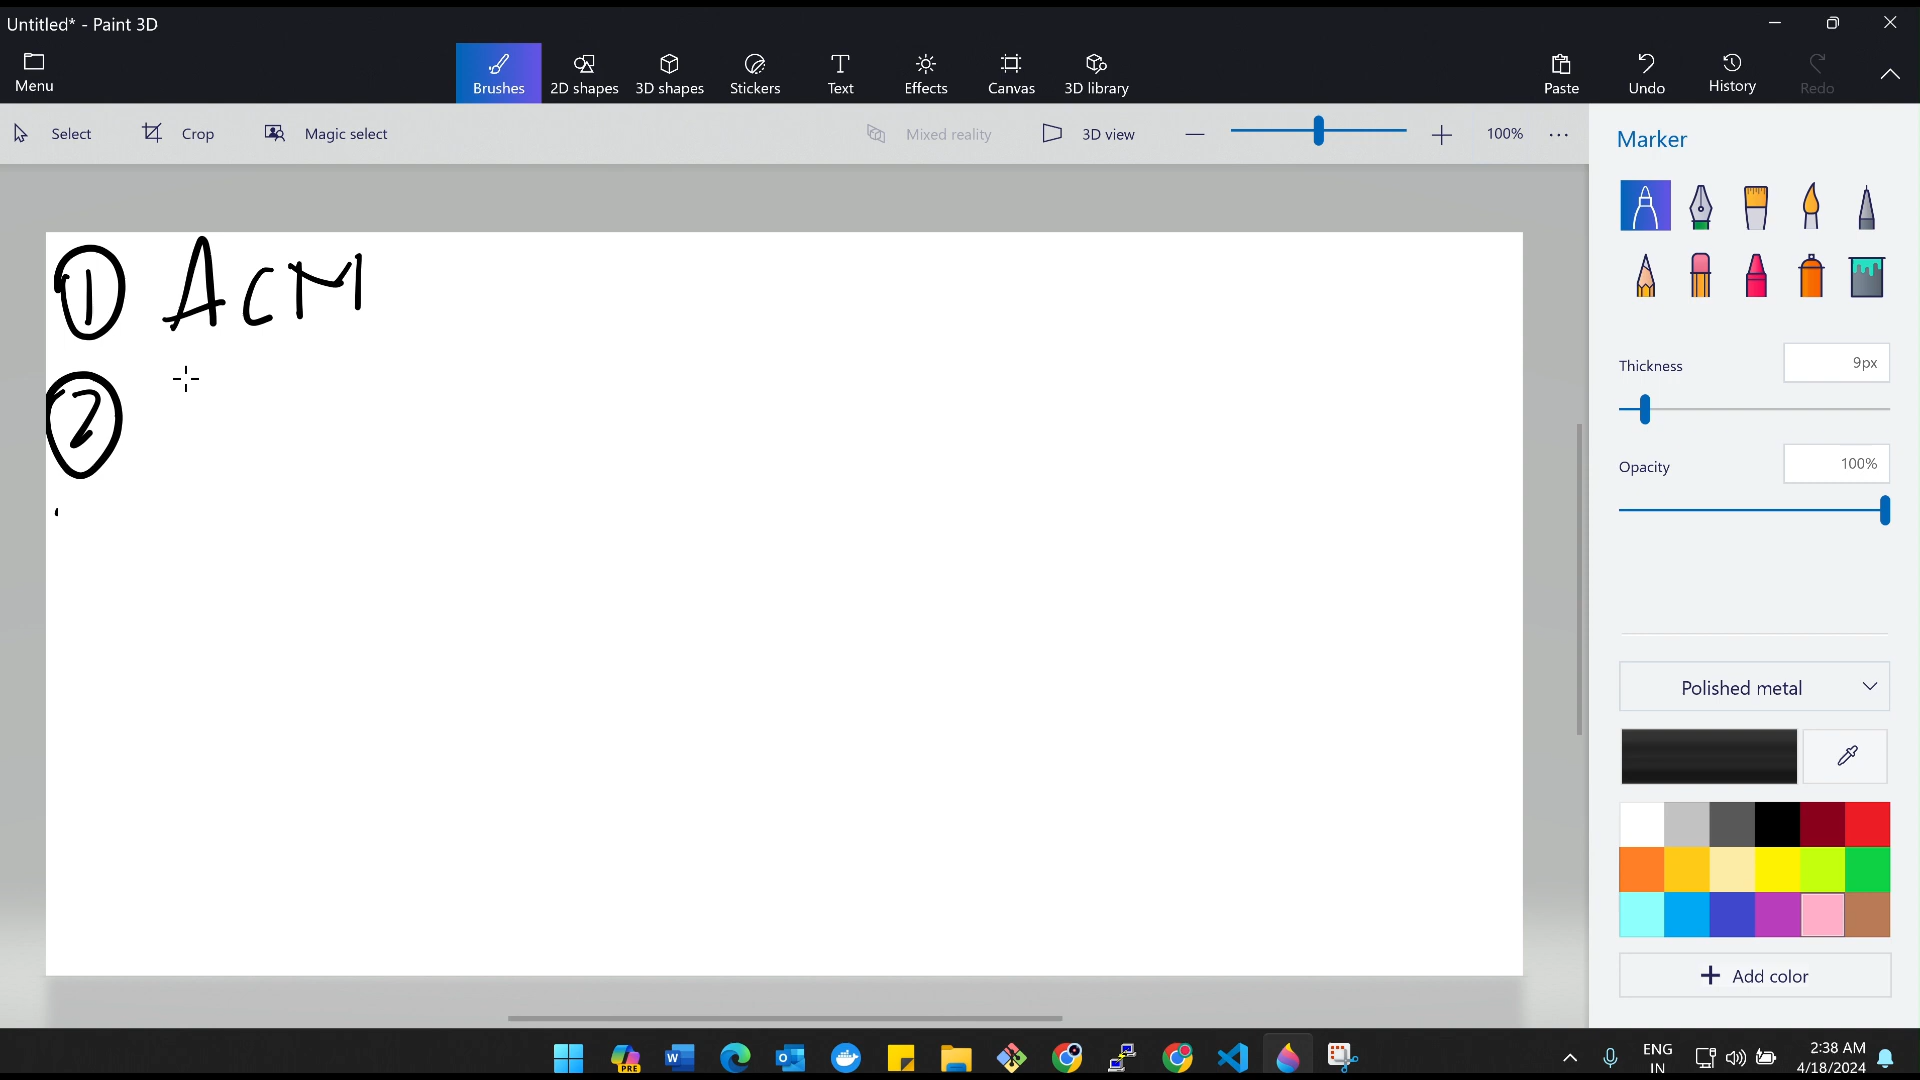 Untitled* - Paint 3D
Menu
Brushes 2D shapes 3D shapes Stickers Text Effects Canvas 3D library Paste Undo History Redo
Select Crop Magic select Mixed reality 3D view 100%
Marker
① ACM
②
Thickness 9px
Opacity 100%
Polished metal
Add color
PRE
ENG
IN
2:38 AM
4/18/2024